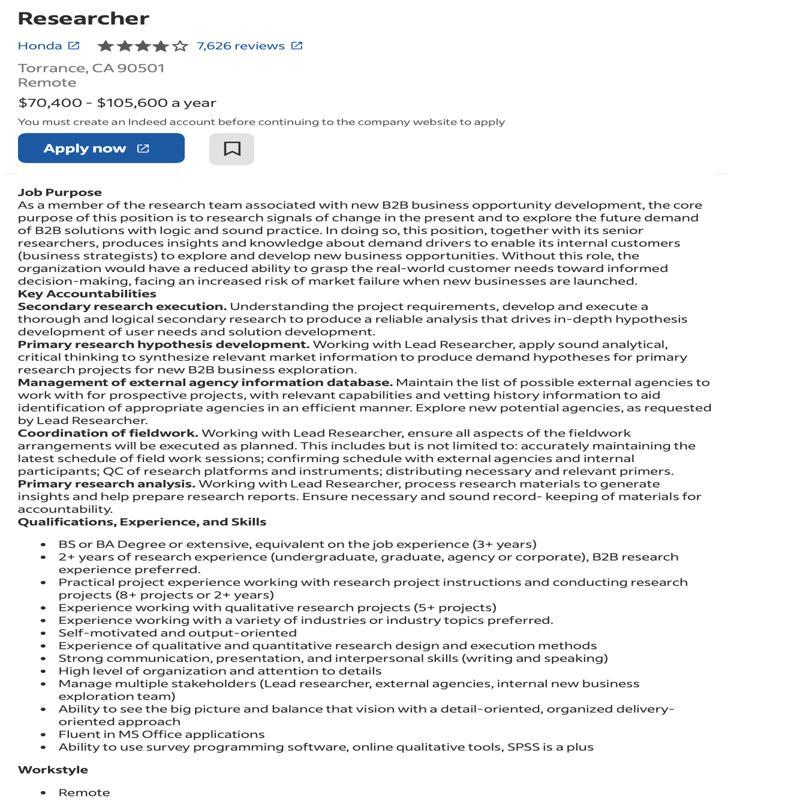 Researcher
Honda 7,626 reviews
Torrance, CA 90501
Remote
$70,400 - $105,600 a year
You must create an Indeed account before continuing to the company website to apply
Apply now
Job Purpose
As a member of the research team associated with new B2B business opportunity development, the core
purpose of this position is to research signals of change in the present and to explore the future demand
of B2B solutions with logic and sound practice. In doing so, this position, together with its senior
researchers, produces insights and knowledge about demand drivers to enable its internal customers
(business strategists) to explore and develop new business opportunities. Without this role, the
organization would have a reduced ability to grasp the real-world customer needs toward informed
decision-making, facing an increased risk of market failure when new businesses are launched.
Key Accountabilities
Secondary research execution. Understanding the project requirements, develop and execute a
thorough and logical secondary research to produce a reliable analysis that drives in-depth hypothesis
development of user needs and solution development.
Primary research hypothesis development. Working with Lead Researcher, apply sound analytical,
critical thinking to synthesize relevant market information to produce demand hypotheses for primary
research projects for new B2B business exploration.
Management of external agency information database. Maintain the list of possible external agencies to
work with for prospective projects, with relevant capabilities and vetting history information to aid
identification of appropriate agencies in an efficient manner. Explore new potential agencies, as requested
by Lead Researcher.
Coordination of fieldwork. Working with Lead Researcher, ensure all aspects of the fieldwork
arrangements will be executed as planned. This includes but is not limited to: accurately maintaining the
latest schedule of field work sessions; confirming schedule with external agencies and internal
participants; QC of research platforms and instruments; distributing necessary and relevant primers.
Primary research analysis. Working with Lead Researcher, process research materials to generate
insights and help prepare research reports. Ensure necessary and sound record- keeping of materials for
accountability.
Qualifications, Experience, and Skills
• BS or BA Degree or extensive, equivalent on the job experience (3+ years)
• 2+ years of research experience (undergraduate, graduate, agency or corporate), B2B research
experience preferred.
• Practical project experience working with research project instructions and conducting research
projects (8+ projects or 2+ years)
• Experience working with qualitative research projects (5+ projects)
• Experience working with a variety of industries or industry topics preferred.
• Self-motivated and output-oriented
• Experience of qualitative and quantitative research design and execution methods
• Strong communication, presentation, and interpersonal skills (writing and speaking)
• High level of organization and attention to details
• Manage multiple stakeholders (Lead researcher, external agencies, internal new business
exploration team)
• Ability to see the big picture and balance that vision with a detail-oriented, organized delivery-
oriented approach
• Fluent in MS Office applications
• Ability to use survey programming software, online qualitative tools, SPSS is a plus
Workstyle
• Remote